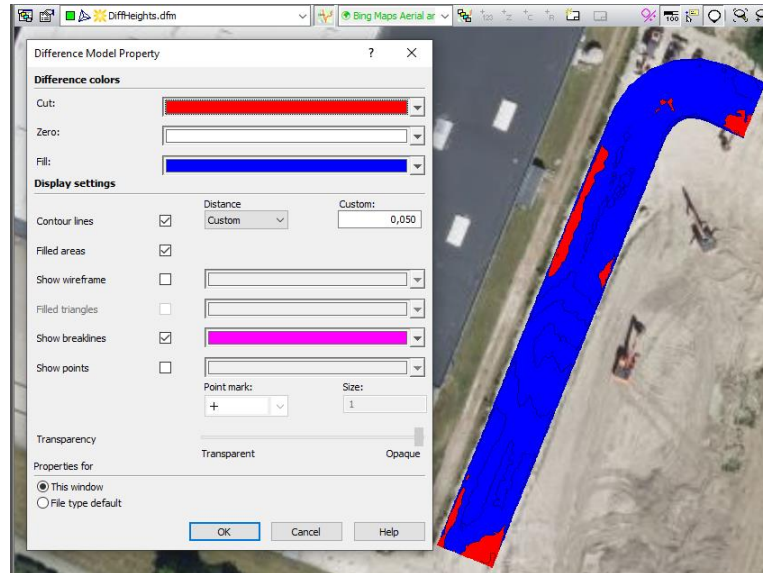 DiffHeights.dfm
Bing Maps Aerial ar
Difference Model Property ? ×
Difference colors
Cut:
Zero:
Fill:
Display settings
Distance Custom:
Contour lines Custom 0,050
Filled areas
Show wireframe
Filled triangles
Show breaklines
Show points
Point mark: Size:
+ 1
Transparency
Transparent Opaque
Properties for
This window
File type default
OK Cancel Help